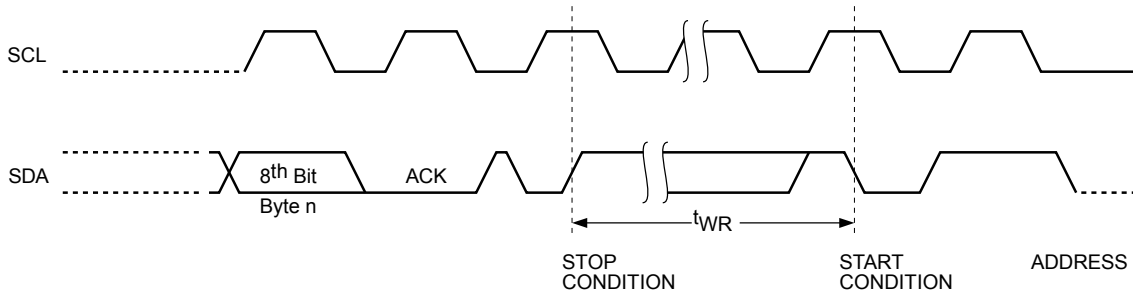 SCL
SDA
8th Bit
ACK
Byte n
tWR
STOP
CONDITION
START
CONDITION
ADDRESS